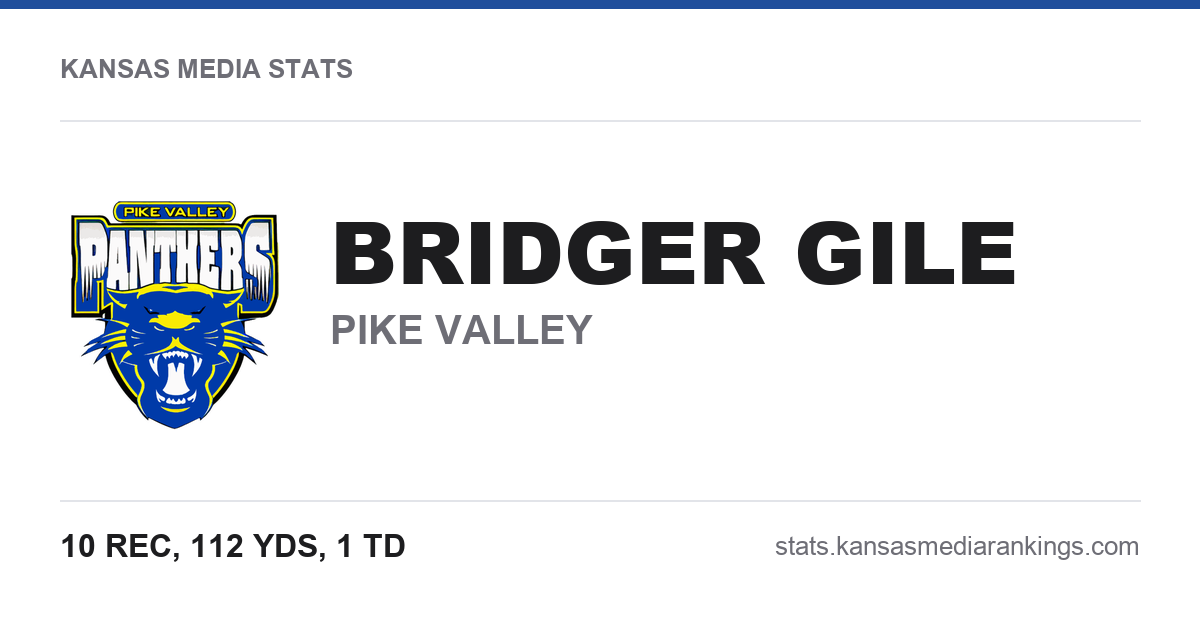 KANSAS MEDIA STATS
PIKE VALLEY
PANTHERS
BRIDGER GILE
PIKE VALLEY
10 REC, 112 YDS, 1 TD
stats.kansasmediarankings.com